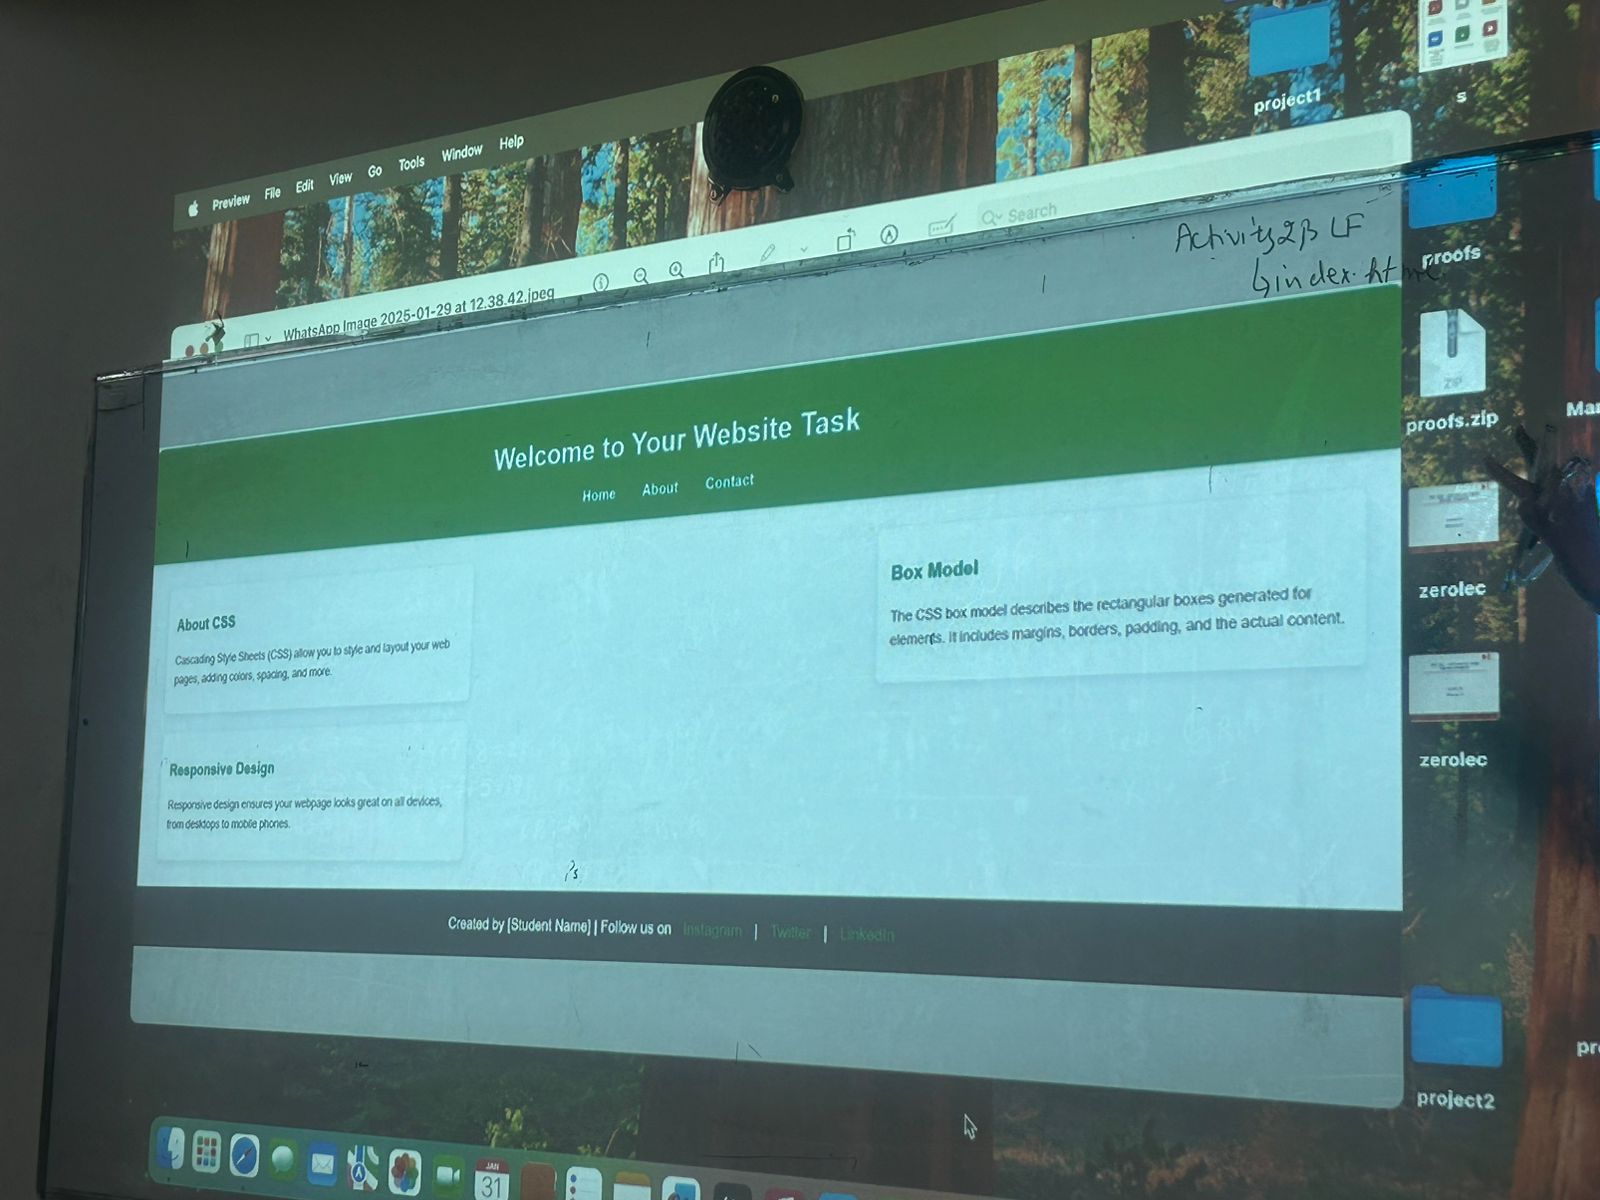 project1
s
Preview File Edit View Go Tools Window Help
Search
WhatsApp Image 2025-01-29 at 12.38.42.jpeg
Activity2B LF
index.html
proofs
ZIP
proofs.zip
Welcome to Your Website Task
Home About Contact
About CSS
Cascading Style Sheets (CSS) allow you to style and layout your web
pages, adding colors, spacing, and more.
Box Model
The CSS box model describes the rectangular boxes generated for
elements. It includes margins, borders, padding, and the actual content.
zerolec
zerolec
Responsive Design
Responsive design ensures your webpage looks great on all devices,
from desktops to mobile phones.
Created by [Student Name] | Follow us on Instagram | Twitter | LinkedIn
project2
JAN
31